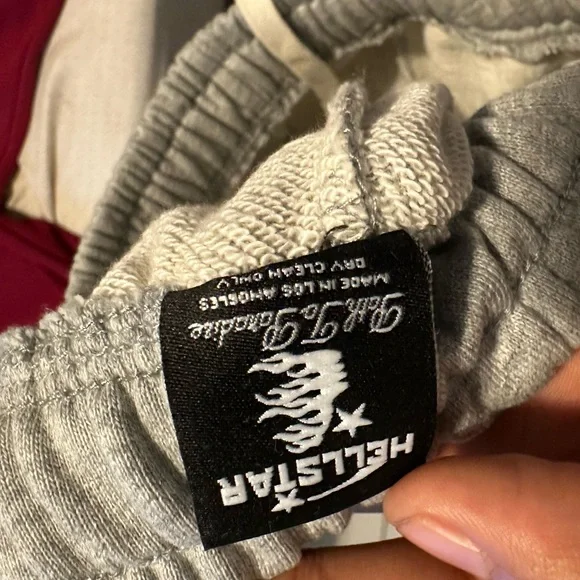 HELLSTAR
Path To Paradise
MADE IN LOS ANGELES
DRY CLEAN ONLY